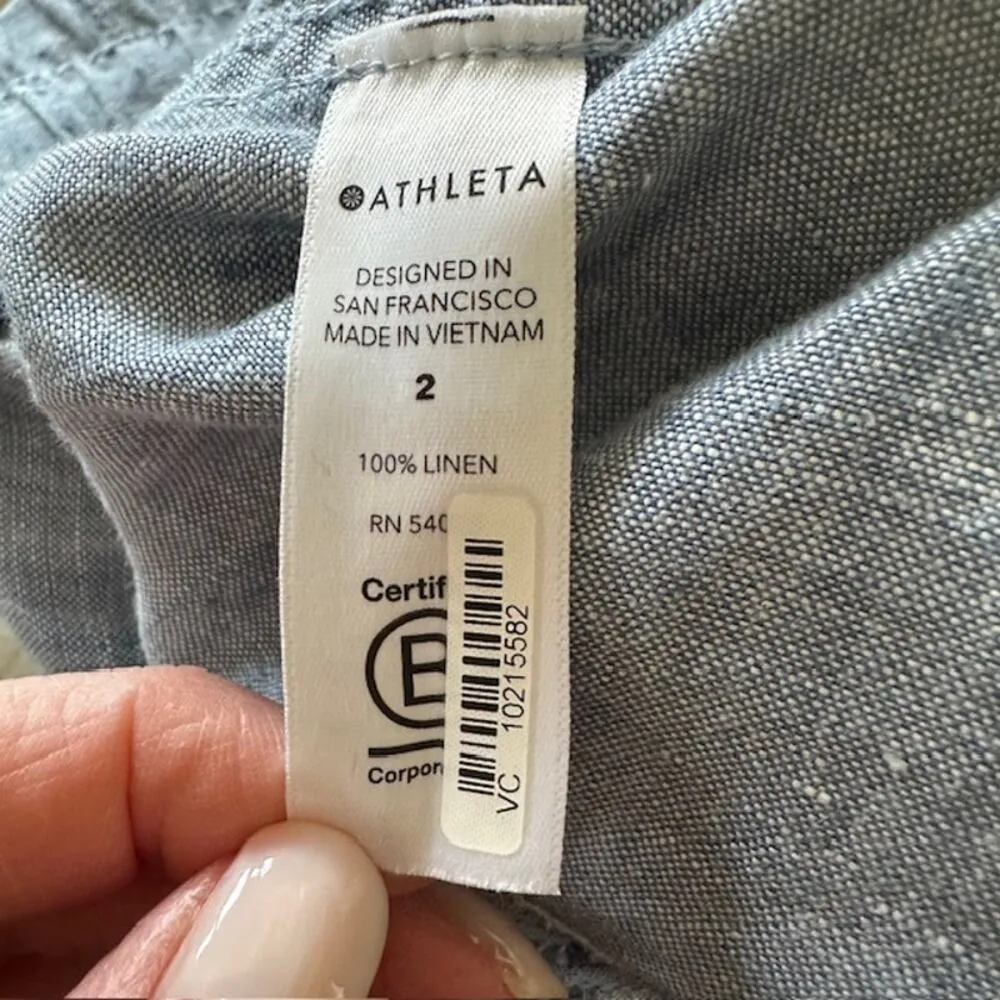 ATHLETA
DESIGNED IN
SAN FRANCISCO
MADE IN VIETNAM
2
100% LINEN
RN 540
Certif
B
Corpor
VC 10215582